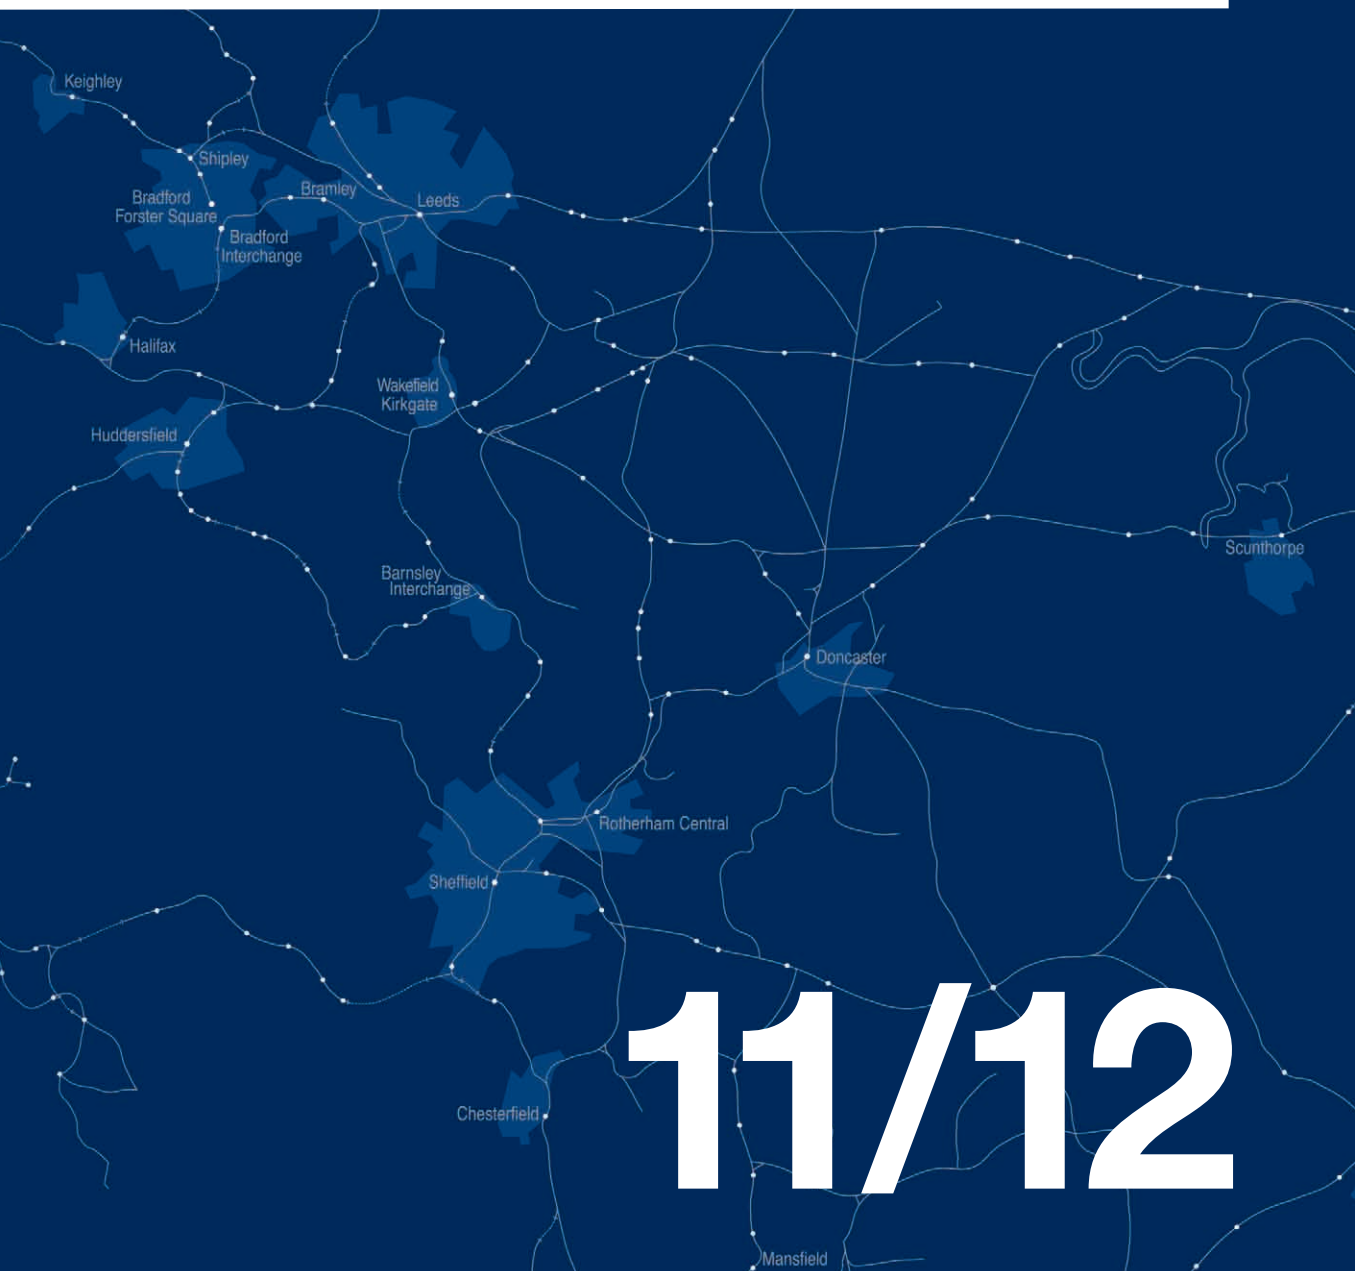 Keighley
Shipley
Bradford
Forster Square
Bramley
Leeds
Bradford
Interchange
Halifax
Wakefield
Kirkgate
Huddersfield
Scunthorpe
Barnsley
Interchange
Doncaster
Rotherham Central
Sheffield
11/12
Chesterfield
Mansfield